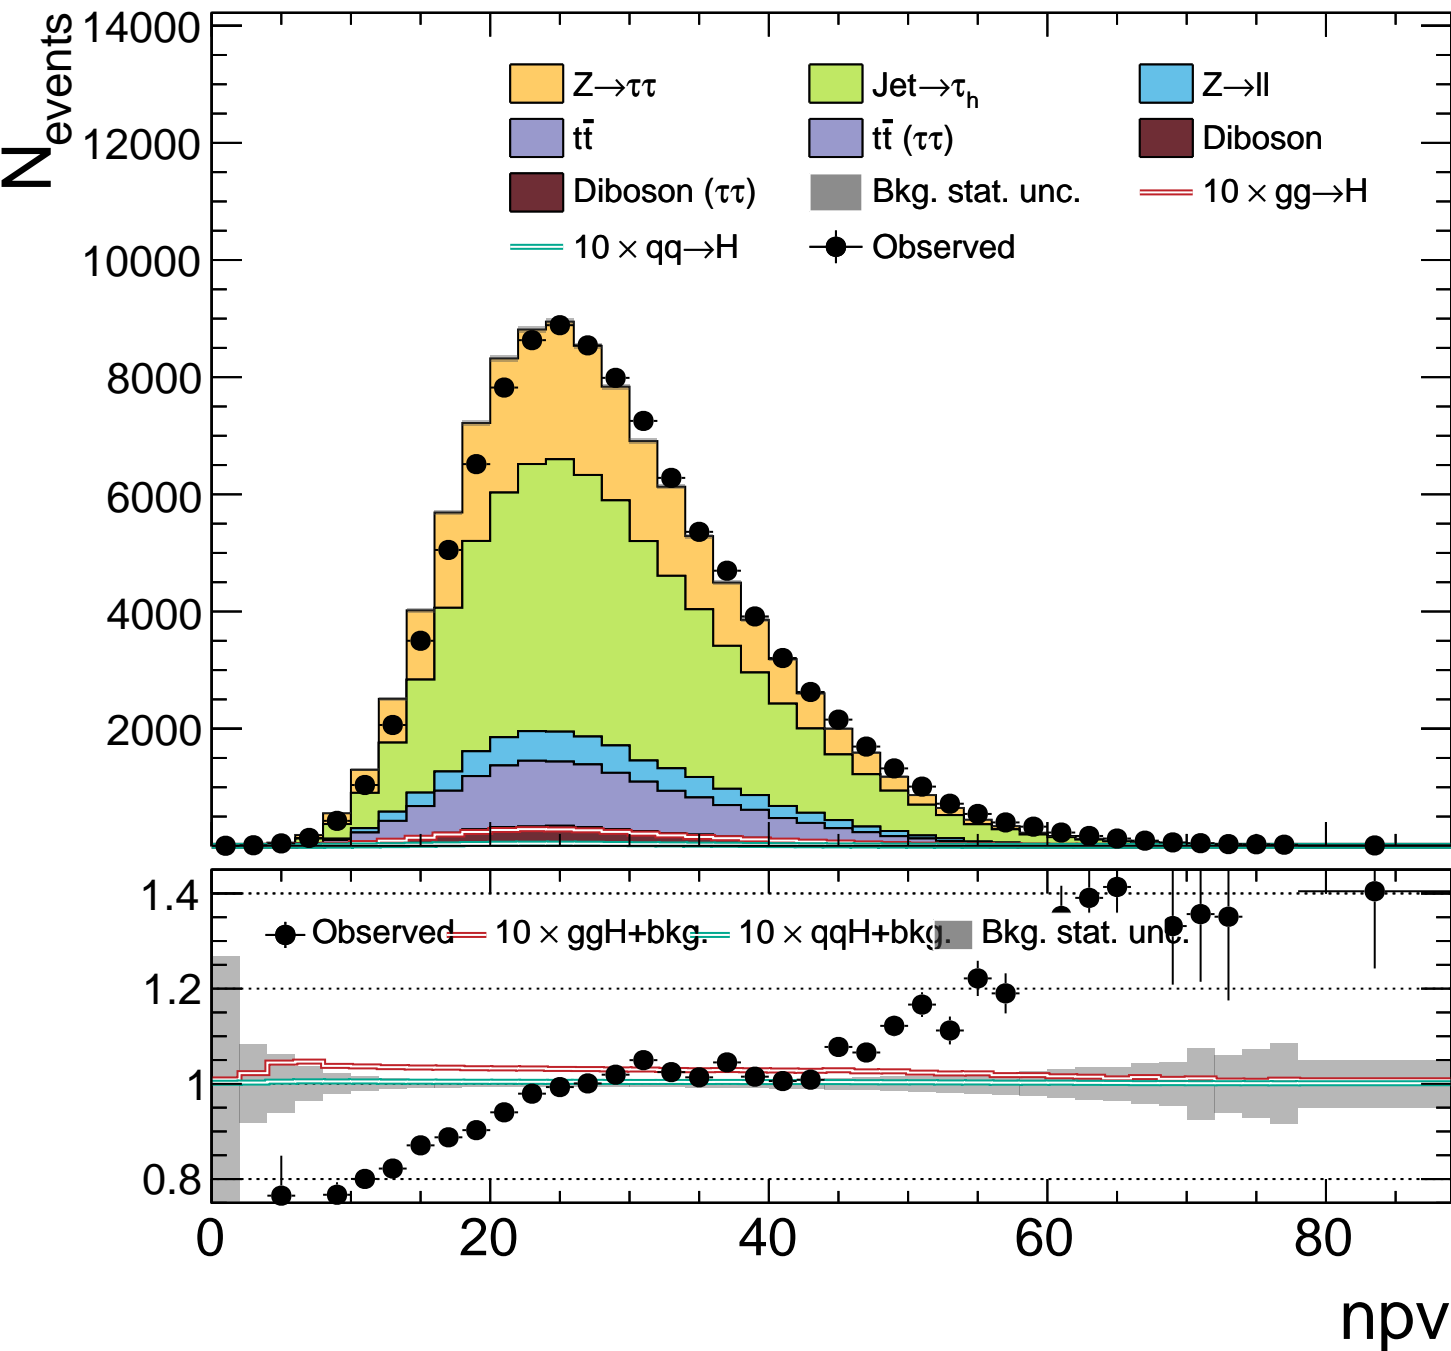 N_events
14000
12000
10000
8000
6000
4000
2000
Z→ττ Jet→τ_h Z→ll
tt̄ tt̄ (ττ) Diboson
Diboson (ττ) Bkg. stat. unc. 10 × gg→H
10 × qq→H Observed
1.4
1.2
1
0.8
Observed 10 × ggH+bkg. 10 × qqH+bkg. Bkg. stat. unc.
0 20 40 60 80
npv